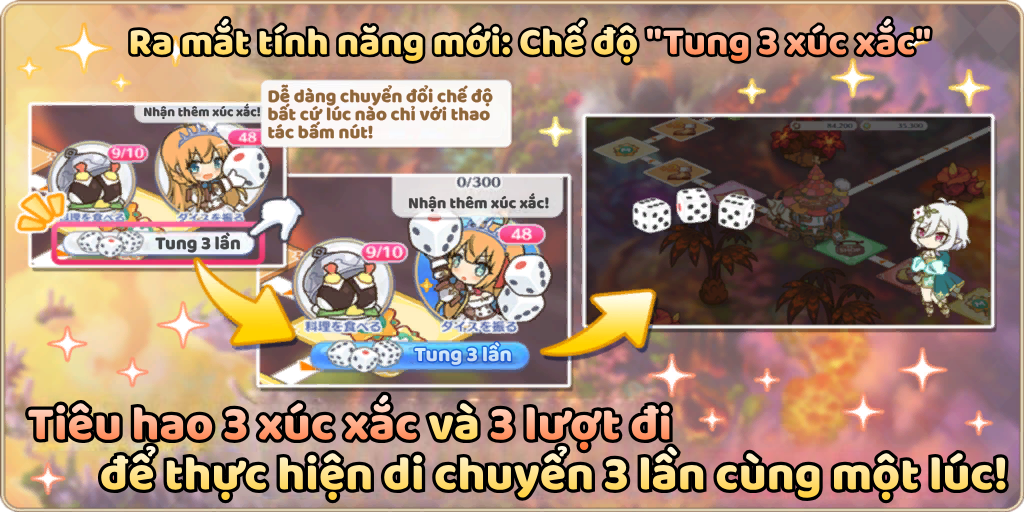 Ra mắt tính năng mới: Chế độ "Tung 3 xúc xắc"
Dễ dàng chuyển đổi chế độ
bất cứ lúc nào chỉ với thao
tác bấm nút!
Nhận thêm xúc xắc!
9/10
48
料理を食べる
ダイスを振る
Tung 3 lần
0/300
Nhận thêm xúc xắc!
9/10
48
料理を食べる
ダイスを振る
Tung 3 lần
84,200
35,300
Tiêu hao 3 xúc xắc và 3 lượt đi
để thực hiện di chuyển 3 lần cùng một lúc!